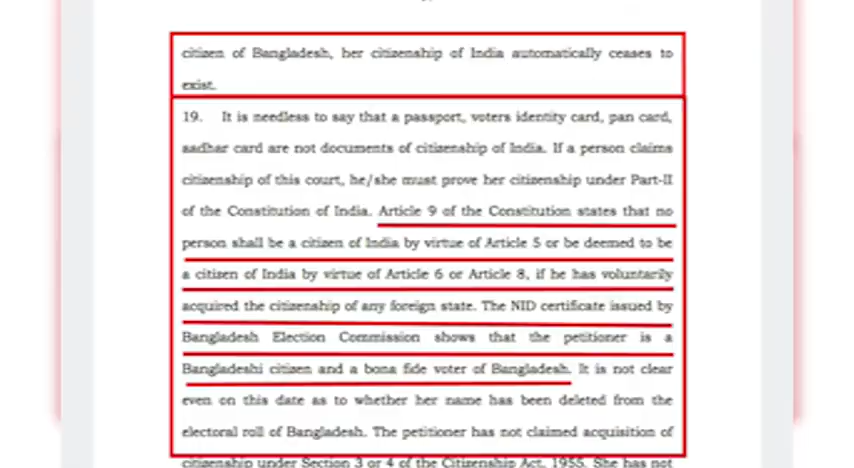 citizen of Bangladesh, her citizenship of India automatically ceases to
exist.
19. It is needless to say that a passport, voters identity card, pan card,
aadhar card are not documents of citizenship of India. If a person claims
citizenship of this court, he/she must prove her citizenship under Part-II
of the Constitution of India. Article 9 of the Constitution states that no
person shall be a citizen of India by virtue of Article 5 or be deemed to be
a citizen of India by virtue of Article 6 or Article 8, if he has voluntarily
acquired the citizenship of any foreign state. The NID certificate issued by
Bangladesh Election Commission shows that the petitioner is a
Bangladeshi citizen and a bona fide voter of Bangladesh. It is not clear
even on this date as to whether her name has been deleted from the
electoral roll of Bangladesh. The petitioner has not claimed acquisition of
citizenship under Section 3 or 4 of the Citizenship Act, 1955. She has not